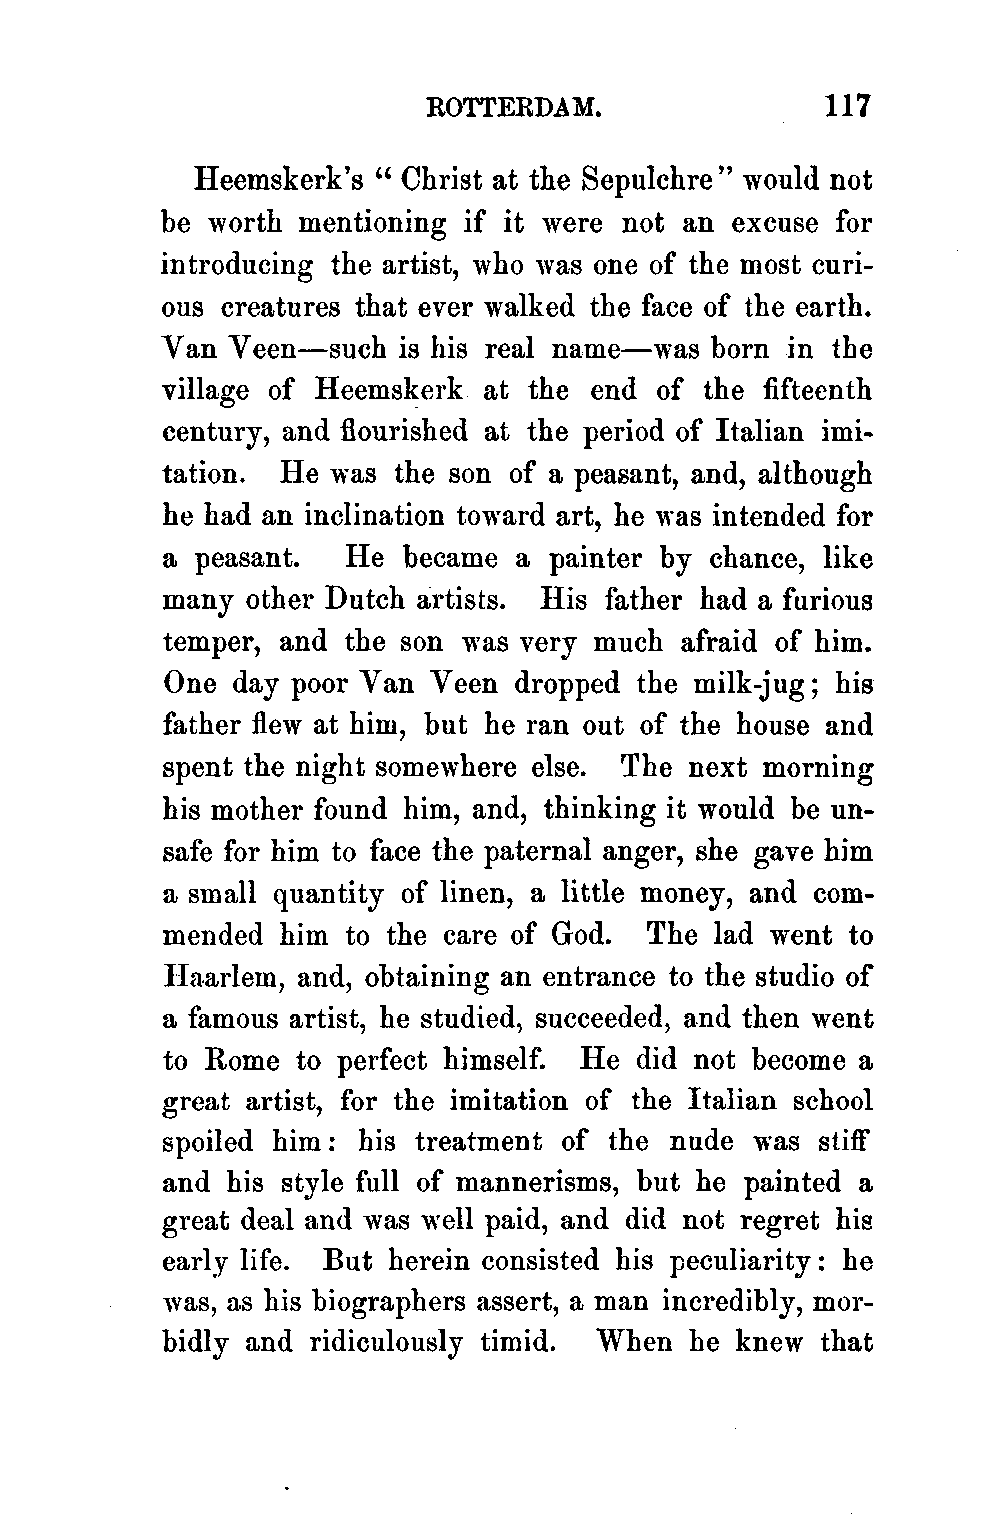 ROTTERDAM. 117
Heemskerk's “ Christ at the Sepulchre” would not
be worth mentioning if it were not an excuse for
introducing the artist, who was one of the most curi-
ous creatures that ever walked the face of the earth.
Van Veen—such is his real name—was born in the
village of Heemskerk at the end of the fifteenth
century, and flourished at the period of Italian imi-
tation. He was the son of a peasant, and, although
he had an inclination toward art, he was intended for
a peasant. He became a painter by chance, like
many other Dutch artists. His father had a furious
temper, and the son was very much afraid of him.
One day poor Van Veen dropped the milk-jug; his
father flew at him, but he ran out of the house and
spent the night somewhere else. The next morning
his mother found him, and, thinking it would be un-
safe for him to face the paternal anger, she gave him
a small quantity of linen, a little money, and com-
mended him to the care of God. The lad went to
Haarlem, and, obtaining an entrance to the studio of
a famous artist, he studied, succeeded, and then went
to Rome to perfect himself. He did not become a
great artist, for the imitation of the Italian school
spoiled him: his treatment of the nude was stiff
and his style full of mannerisms, but he painted a
great deal and was well paid, and did not regret his
early life. But herein consisted his peculiarity: he
was, as his biographers assert, a man incredibly, mor-
bidly and ridiculously timid. When he knew that